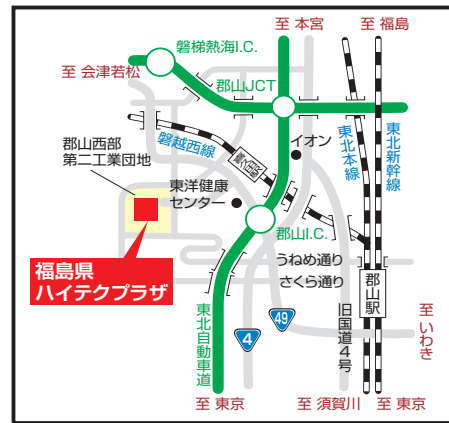 至 本宮
至 福島
磐梯熱海I.C.
至 会津若松
郡山JCT
郡山西部
第二工業団地
磐越西線
喜久田駅
イオン
東北本線
東北新幹線
東洋健康
センター
郡山I.C.
うねめ通り
さくら通り
福島県
ハイテクプラザ
郡山駅
東北自動車道
4
49
旧国道4号
至 いわき
至 東京
至 須賀川
至 東京